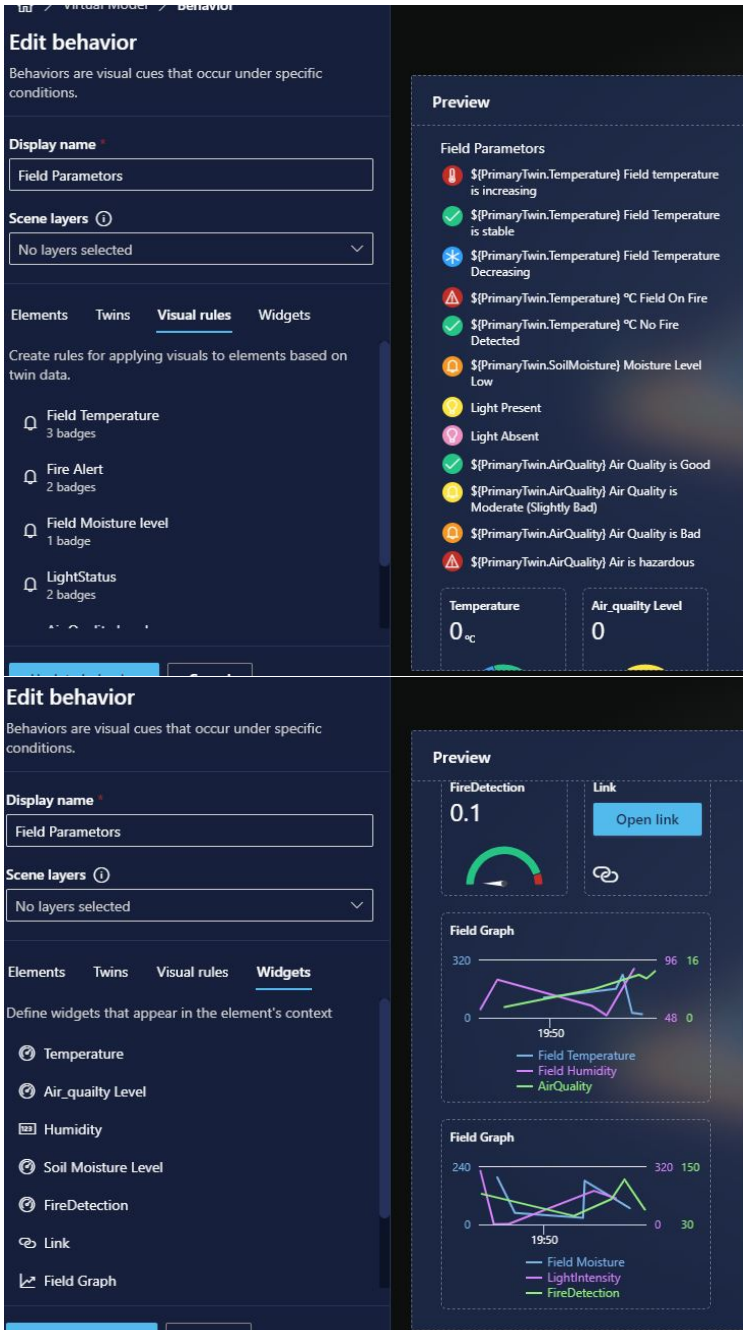 Virtual Model / Behavior
Edit behavior
Behaviors are visual cues that occur under specific
conditions.
Display name *
Field Parametors
Scene layers
No layers selected
Elements Twins Visual rules Widgets
Create rules for applying visuals to elements based on
twin data.
Field Temperature
3 badges
Fire Alert
2 badges
Field Moisture level
1 badge
LightStatus
2 badges
Preview
Field Parametors
${PrimaryTwin.Temperature} Field temperature
is increasing
${PrimaryTwin.Temperature} Field Temperature
is stable
${PrimaryTwin.Temperature} Field Temperature
Decreasing
${PrimaryTwin.Temperature} °C Field On Fire
${PrimaryTwin.Temperature} °C No Fire
Detected
${PrimaryTwin.SoilMoisture} Moisture Level
Low
Light Present
Light Absent
${PrimaryTwin.AirQuality} Air Quality is Good
${PrimaryTwin.AirQuality} Air Quality is
Moderate (Slightly Bad)
${PrimaryTwin.AirQuality} Air Quality is Bad
${PrimaryTwin.AirQuality} Air is hazardous
Temperature
0 °C
Air_quailty Level
0
Edit behavior
Behaviors are visual cues that occur under specific
conditions.
Display name *
Field Parametors
Scene layers
No layers selected
Elements Twins Visual rules Widgets
Define widgets that appear in the element's context
Temperature
Air_quailty Level
123 Humidity
Soil Moisture Level
FireDetection
Link
Field Graph
Preview
FireDetection
0.1
Link
Open link
Field Graph
320 96 16
0 48 0
19:50
Field Temperature
Field Humidity
AirQuality
Field Graph
240 320 150
0 0 30
19:50
Field Moisture
LightIntensity
FireDetection